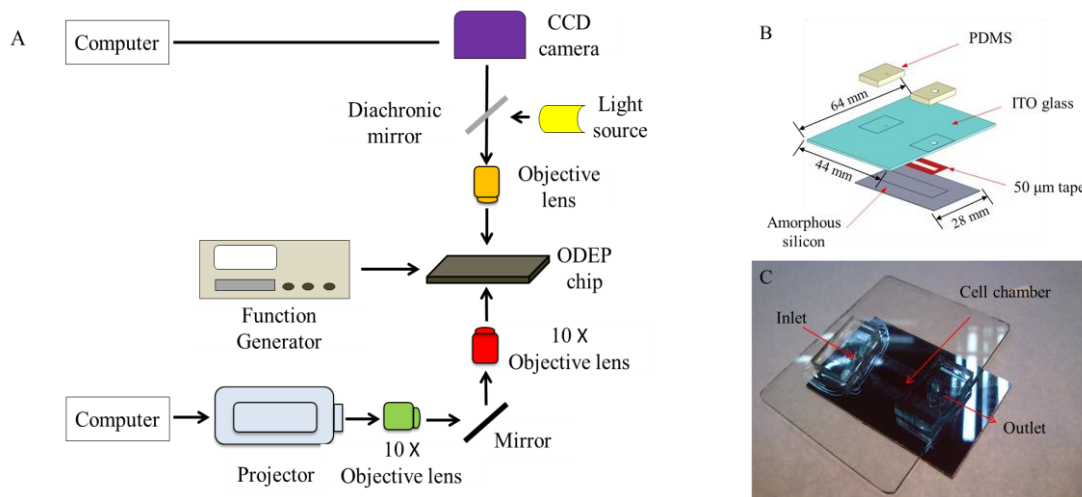 A
Computer
CCD
camera
Diachronic
mirror
Light
source
Objective
lens
ODEP
chip
Function
Generator
10 X
Objective lens
Computer
Projector
10 X
Objective lens
Mirror
B
PDMS
64 mm
ITO glass
44 mm
50 μm tape
28 mm
Amorphous
silicon
C
Cell chamber
Inlet
Outlet